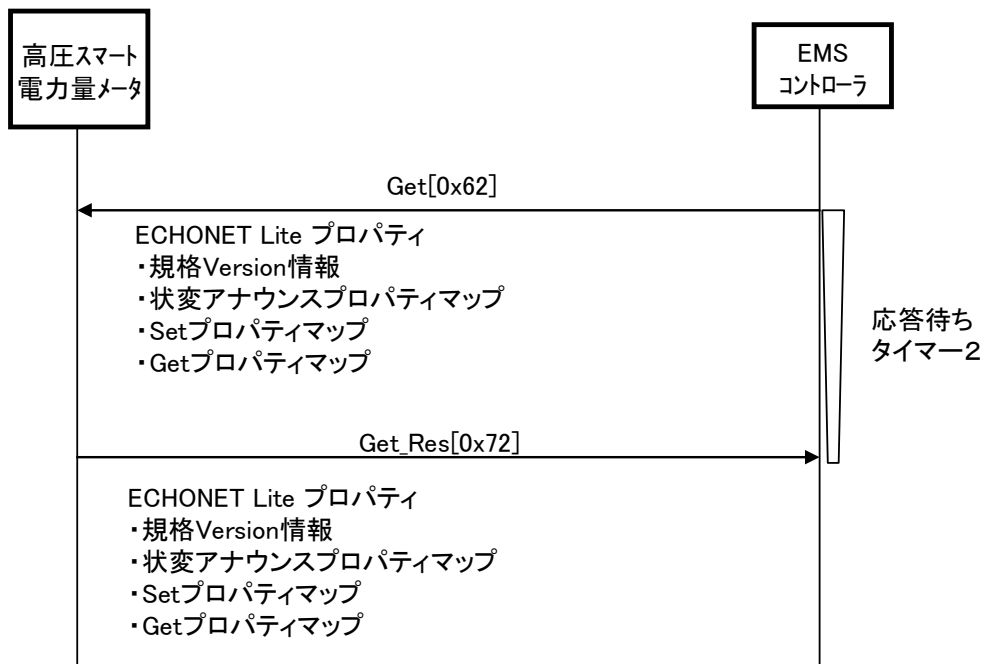 高圧スマート
電力量メータ
EMS
コントローラ
Get[0x62]
ECHONET Lite プロパティ
・規格Version情報
・状変アナウンスプロパティマップ
・Setプロパティマップ
・Getプロパティマップ
応答待ち
タイマー2
Get_Res[0x72]
ECHONET Lite プロパティ
・規格Version情報
・状変アナウンスプロパティマップ
・Setプロパティマップ
・Getプロパティマップ